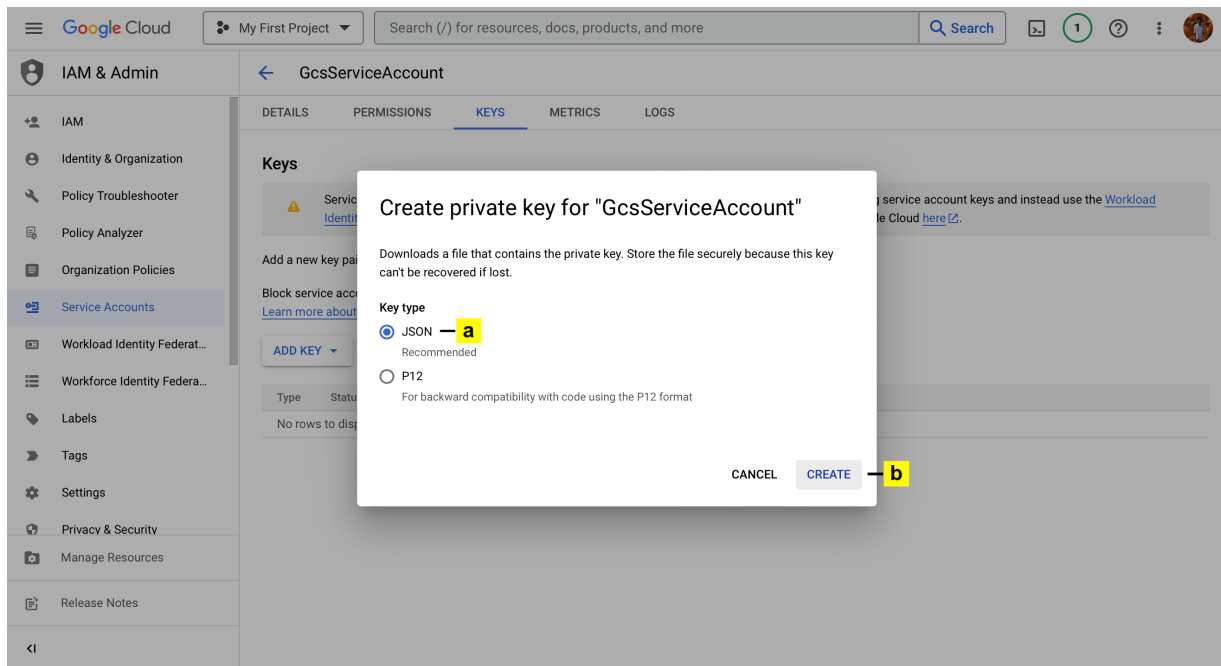 Google Cloud
My First Project
Search (/) for resources, docs, products, and more
Search
1
IAM & Admin
GcsServiceAccount
IAM
Identity & Organization
Policy Troubleshooter
Policy Analyzer
Organization Policies
Service Accounts
Workload Identity Federat...
Workforce Identity Federa...
Labels
Tags
Settings
Privacy & Security
Manage Resources
Release Notes
DETAILS PERMISSIONS KEYS METRICS LOGS
Keys
g service account keys and instead use the Workload
le Cloud here.
Add a new key pai
Block service acco
Learn more about
ADD KEY
Type
No rows to disp
Create private key for "GcsServiceAccount"
Downloads a file that contains the private key. Store the file securely because this key
can't be recovered if lost.
Key type
JSON a
Recommended
P12
For backward compatibility with code using the P12 format
CANCEL CREATE b